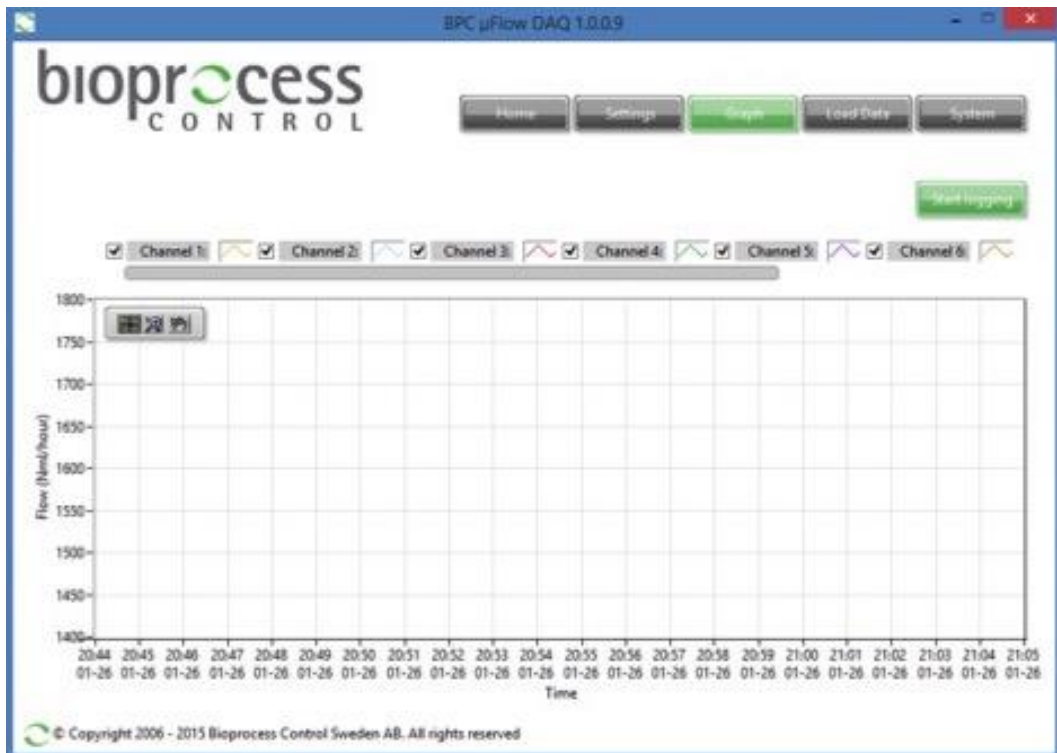 BPC µFlow DAQ 1.0.0.9
bioprocess
CONTROL
Home Settings Graph Load Data System
Start logging
Channel 1: Channel 2: Channel 3: Channel 4: Channel 5: Channel 6:
1800
1750
1700
1650
1600
1550
1500
1450
1400
Flow (Nml/hour)
20:44 20:45 20:46 20:47 20:48 20:49 20:50 20:51 20:52 20:53 20:54 20:55 20:56 20:57 20:58 20:59 21:00 21:01 21:02 21:03 21:04 21:05
01-26 01-26 01-26 01-26 01-26 01-26 01-26 01-26 01-26 01-26 01-26 01-26 01-26 01-26 01-26 01-26 01-26 01-26 01-26 01-26 01-26 01-26
Time
© Copyright 2006 - 2015 Bioprocess Control Sweden AB. All rights reserved